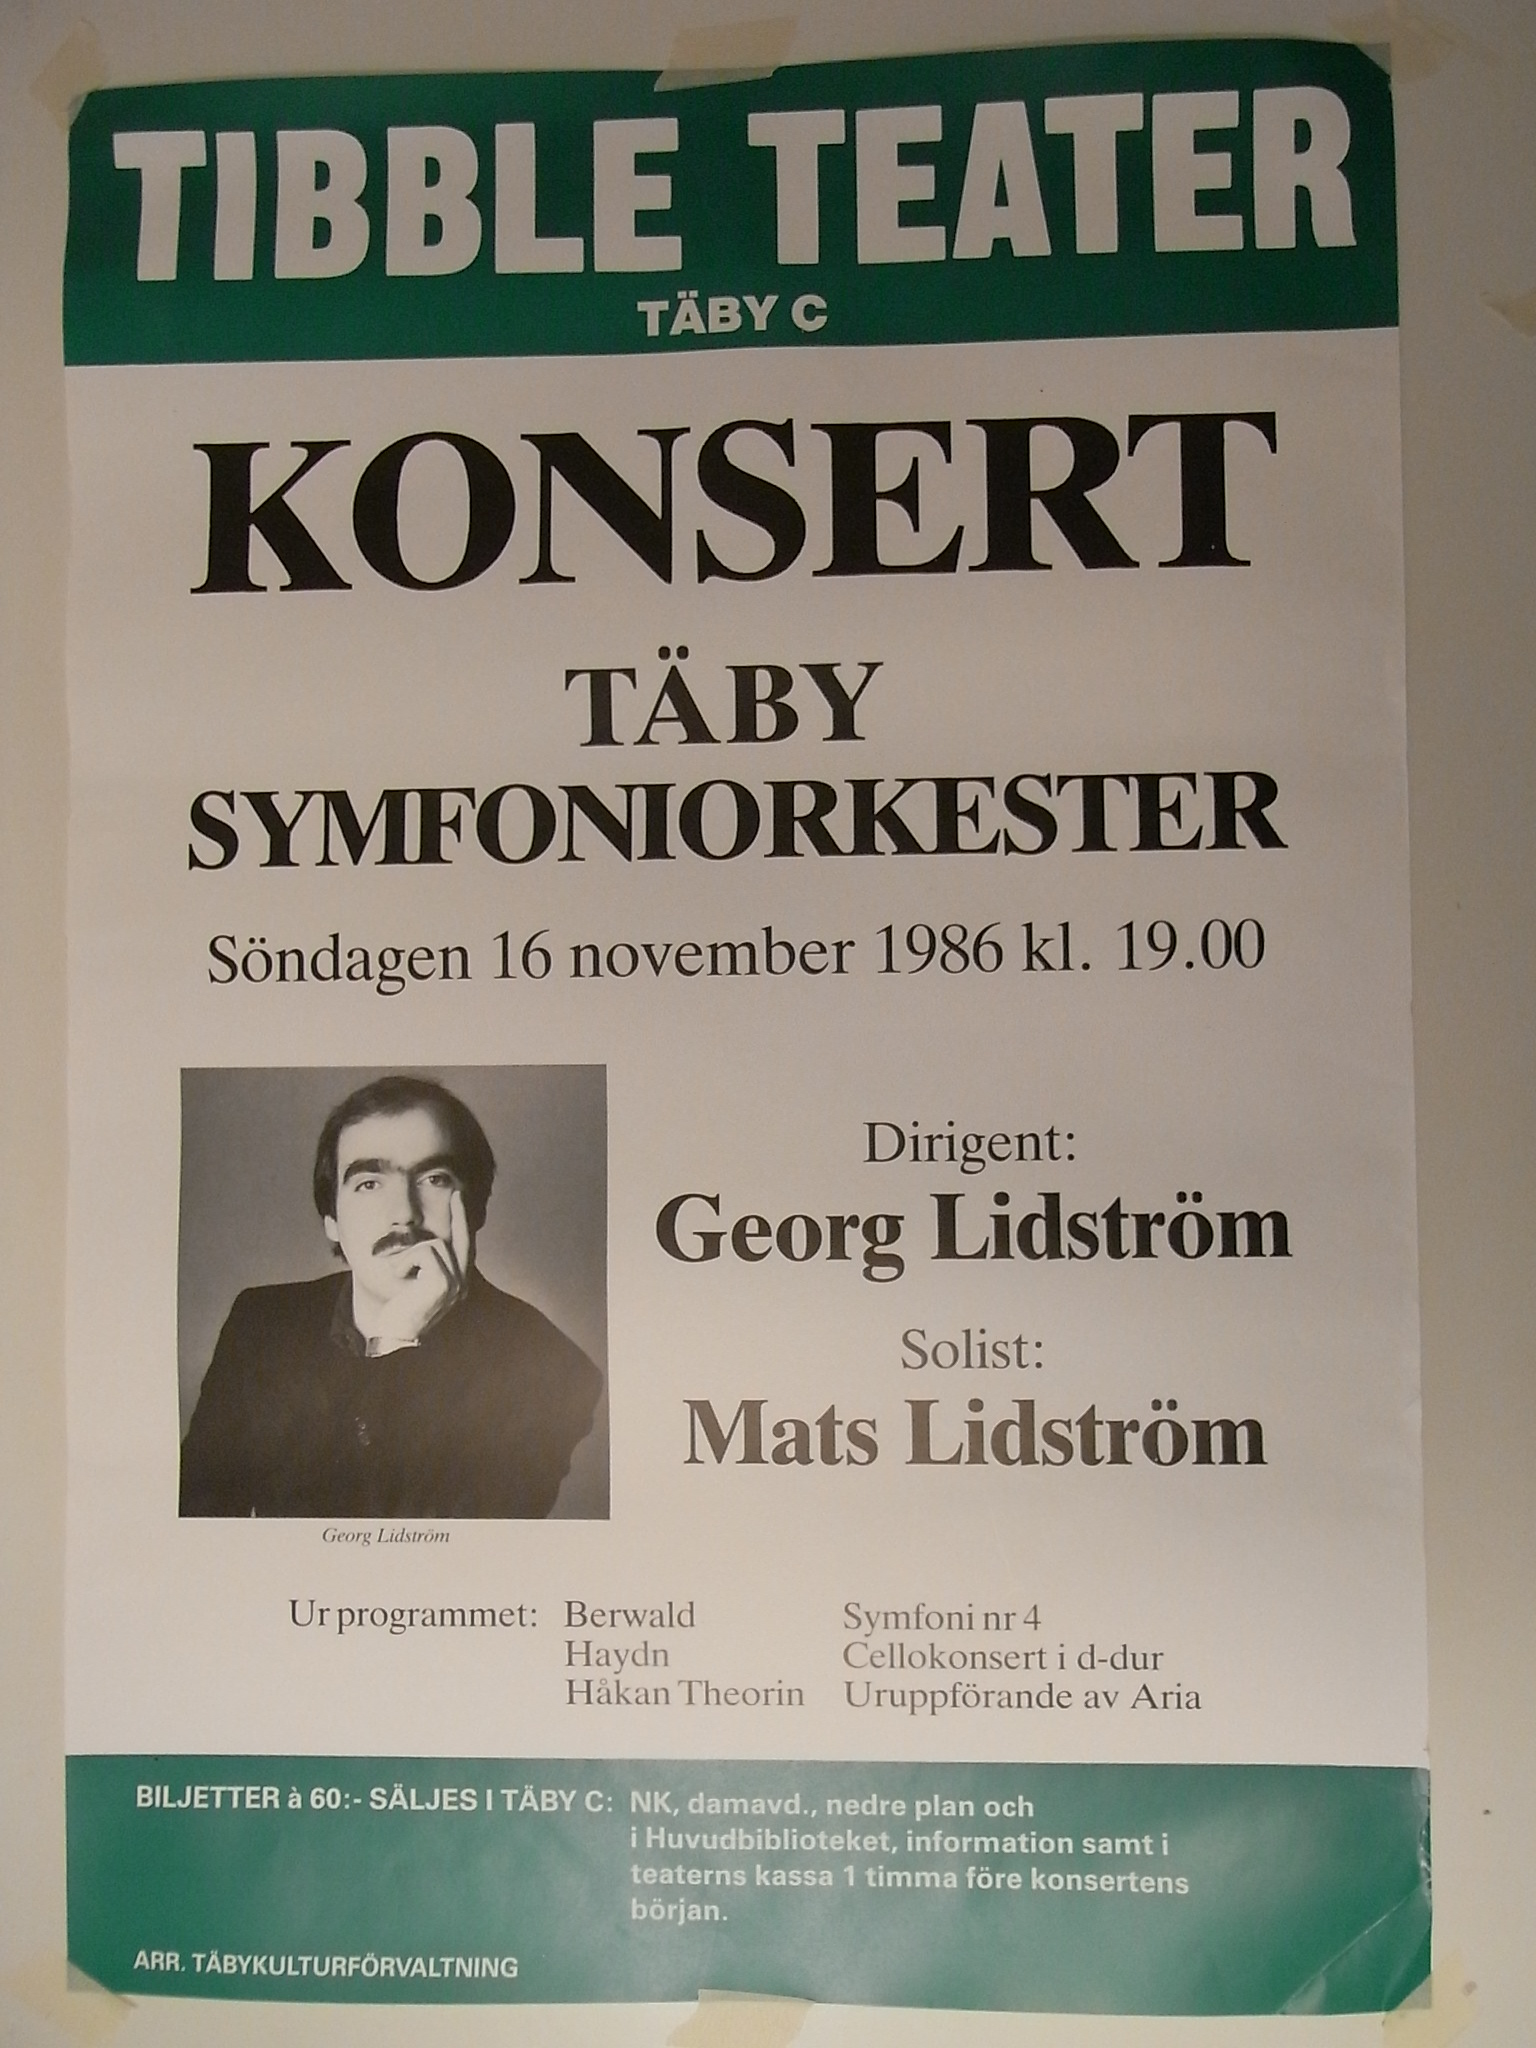 TIBBLE TEATER
TÄBY C
KONSERT
TÄBY
SYMFONIORKESTER
Söndagen 16 november 1986 kl. 19.00
Dirigent:
Georg Lidström
Solist:
Mats Lidström
Georg Lidström
Ur programmet: Berwald Symfoni nr 4
Haydn Cellokonsert i d-dur
Håkan Theorin Uruppförande av Aria
BILJETTER à 60:- SÄLJES I TÄBY C: NK, damavd., nedre plan och
i Huvudbiblioteket, information samt i
teaterns kassa 1 timma före konsertens
början.
ARR. TÄBYKULTURFÖRVALTNING